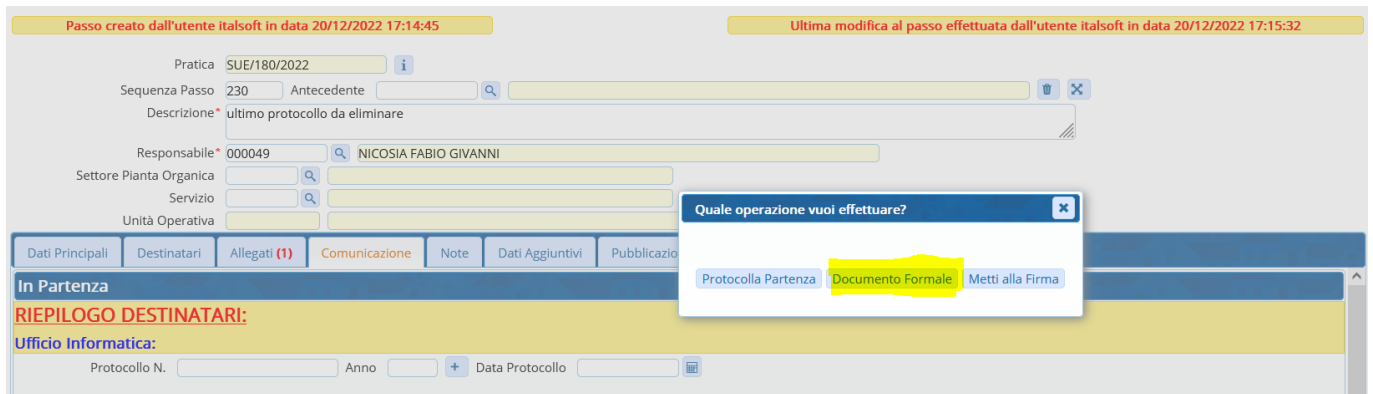 Passo creato dall'utente italsoft in data 20/12/2022 17:14:45
Ultima modifica al passo effettuata dall'utente italsoft in data 20/12/2022 17:15:32
Pratica SUE/180/2022 i
Sequenza Passo 230 Antecedente
Descrizione* ultimo protocollo da eliminare
Responsabile* 000049 NICOSIA FABIO GIVANNI
Settore Pianta Organica
Servizio
Unità Operativa
Quale operazione vuoi effettuare?
Protocolla Partenza Documento Formale Metti alla Firma
Dati Principali Destinatari Allegati (1) Comunicazione Note Dati Aggiuntivi Pubblicazio
In Partenza
RIEPILOGO DESTINATARI:
Ufficio Informatica:
Protocollo N. Anno + Data Protocollo